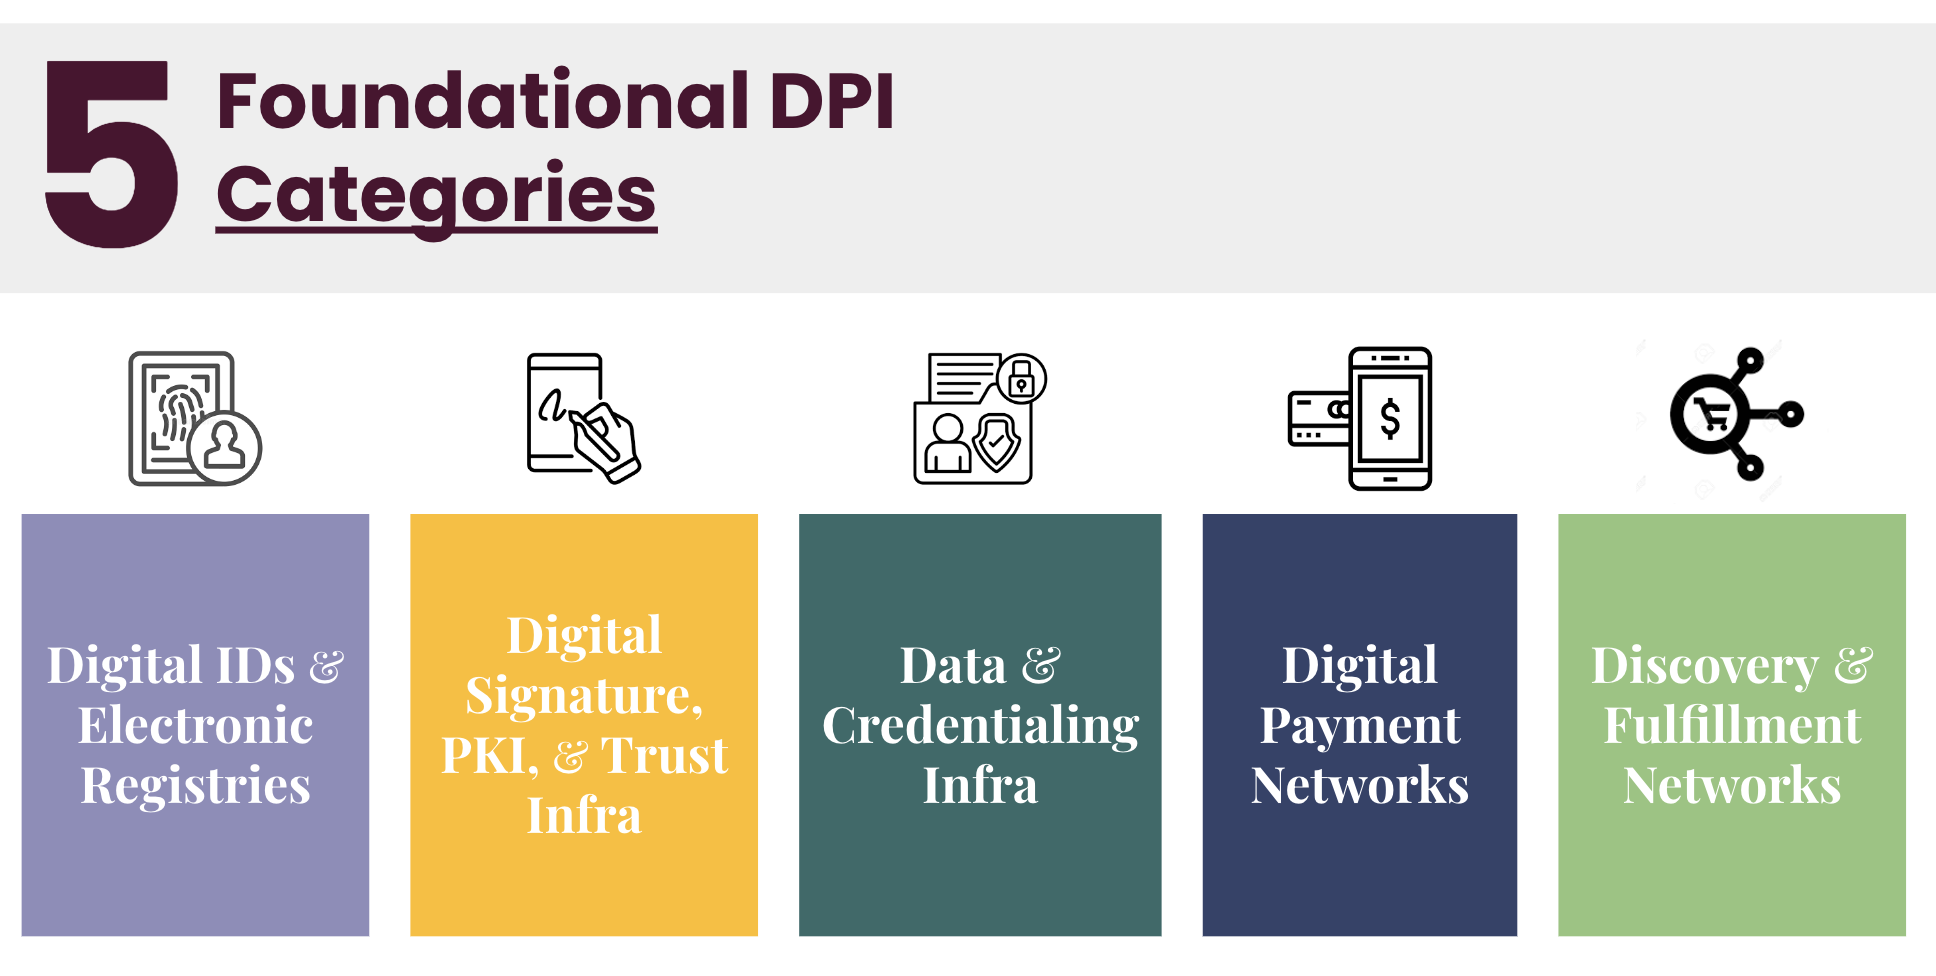 5
Foundational DPI
Categories
$
Digital IDs &
Electronic
Registries
Digital
Signature,
PKI, & Trust
Infra
Data &
Credentialing
Infra
Digital
Payment
Networks
Discovery &
Fulfillment
Networks